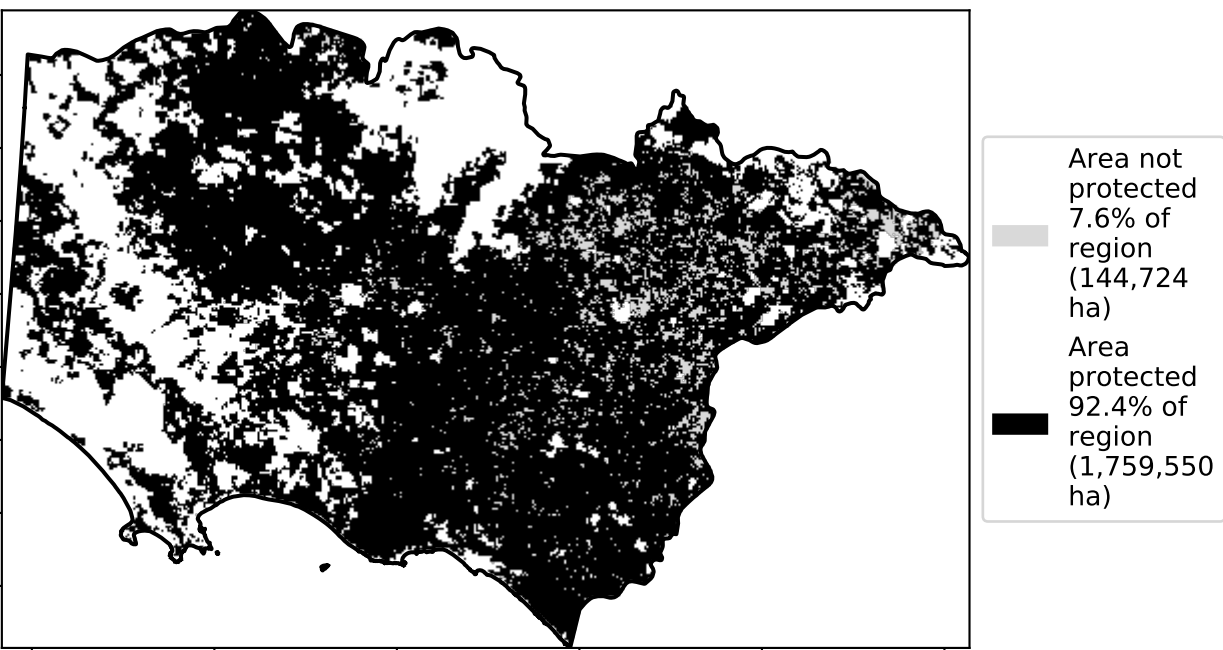 Area not
protected
7.6% of
region
(144,724
ha)
Area
protected
92.4% of
region
(1,759,550
ha)